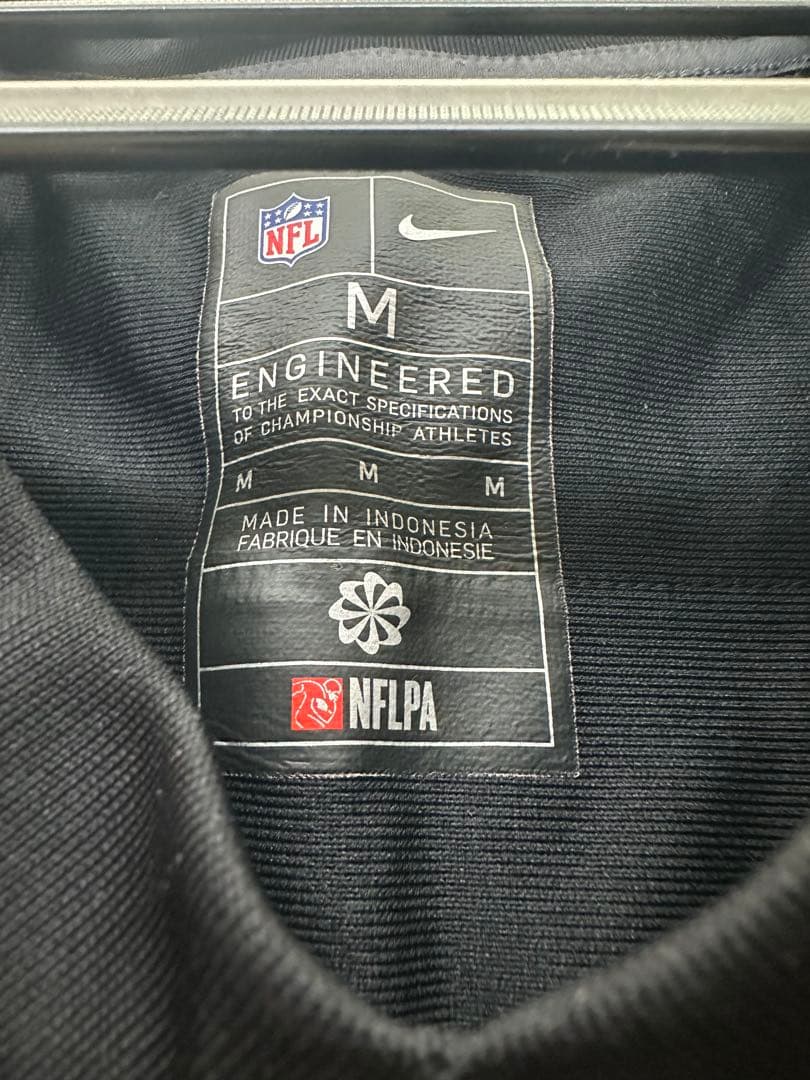 NFL
M
ENGINEERED
TO THE EXACT SPECIFICATIONS
OF CHAMPIONSHIP ATHLETES
M M M
MADE IN INDONESIA
FABRIQUE EN INDONESIE
NFLPA